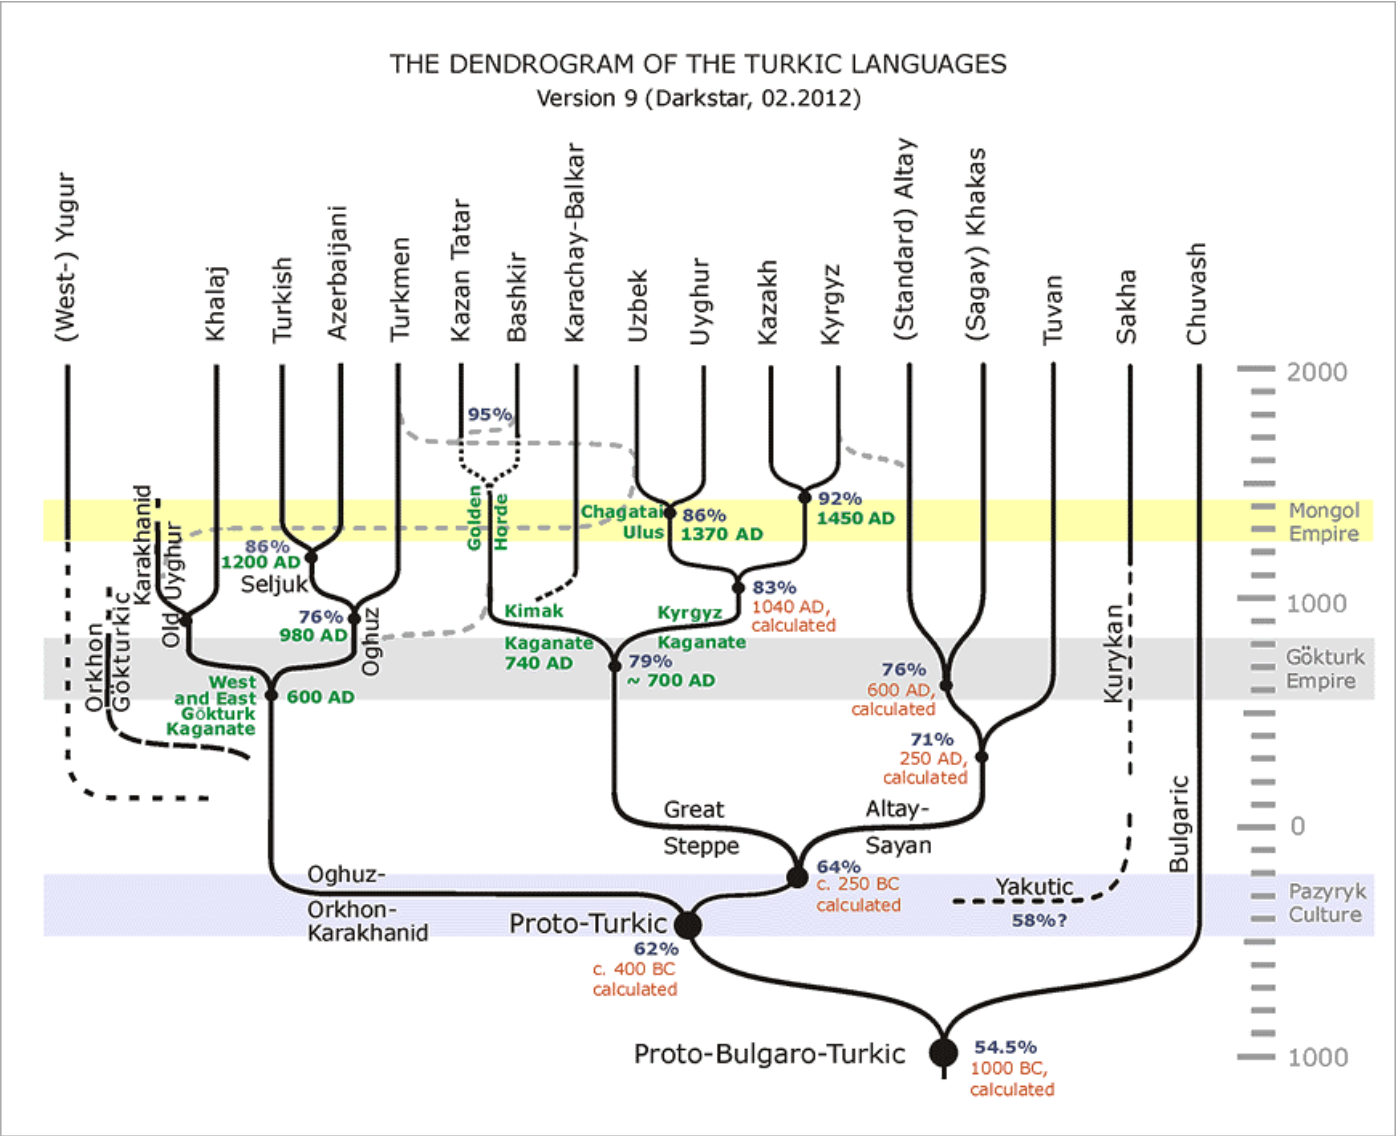 THE DENDROGRAM OF THE TURKIC LANGUAGES
Version 9 (Darkstar, 02.2012)
(West-) Yugur
Khalaj
Turkish
Azerbaijani
Turkmen
Kazan Tatar
Bashkir
Karachay-Balkar
Uzbek
Uyghur
Kazakh
Kyrgyz
(Standard) Altay
(Sagay) Khakas
Tuvan
Sakha
Chuvash
2000
95%
Karakhanid
Old Uyghur
Golden
Horde
Chagatai
Ulus
86%
1370 AD
92%
1450 AD
Mongol
Empire
86%
1200 AD
Seljuk
83%
1040 AD,
calculated
1000
Orkhon
Gökturkic
76%
980 AD
Oghuz
Kimak
Kaganate
740 AD
Kyrgyz
Kaganate
79%
~ 700 AD
Kurykan
Gökturk
Empire
West
and East
Gökturk
Kaganate
600 AD
76%
600 AD,
calculated
71%
250 AD,
calculated
Great
Steppe
Altay-
Sayan
Bulgaric
0
64%
c. 250 BC
calculated
Oghuz-
Orkhon-
Karakhanid
Yakutic
58%?
Pazyryk
Culture
Proto-Turkic
62%
c. 400 BC
calculated
Proto-Bulgaro-Turkic
54.5%
1000 BC,
calculated
1000